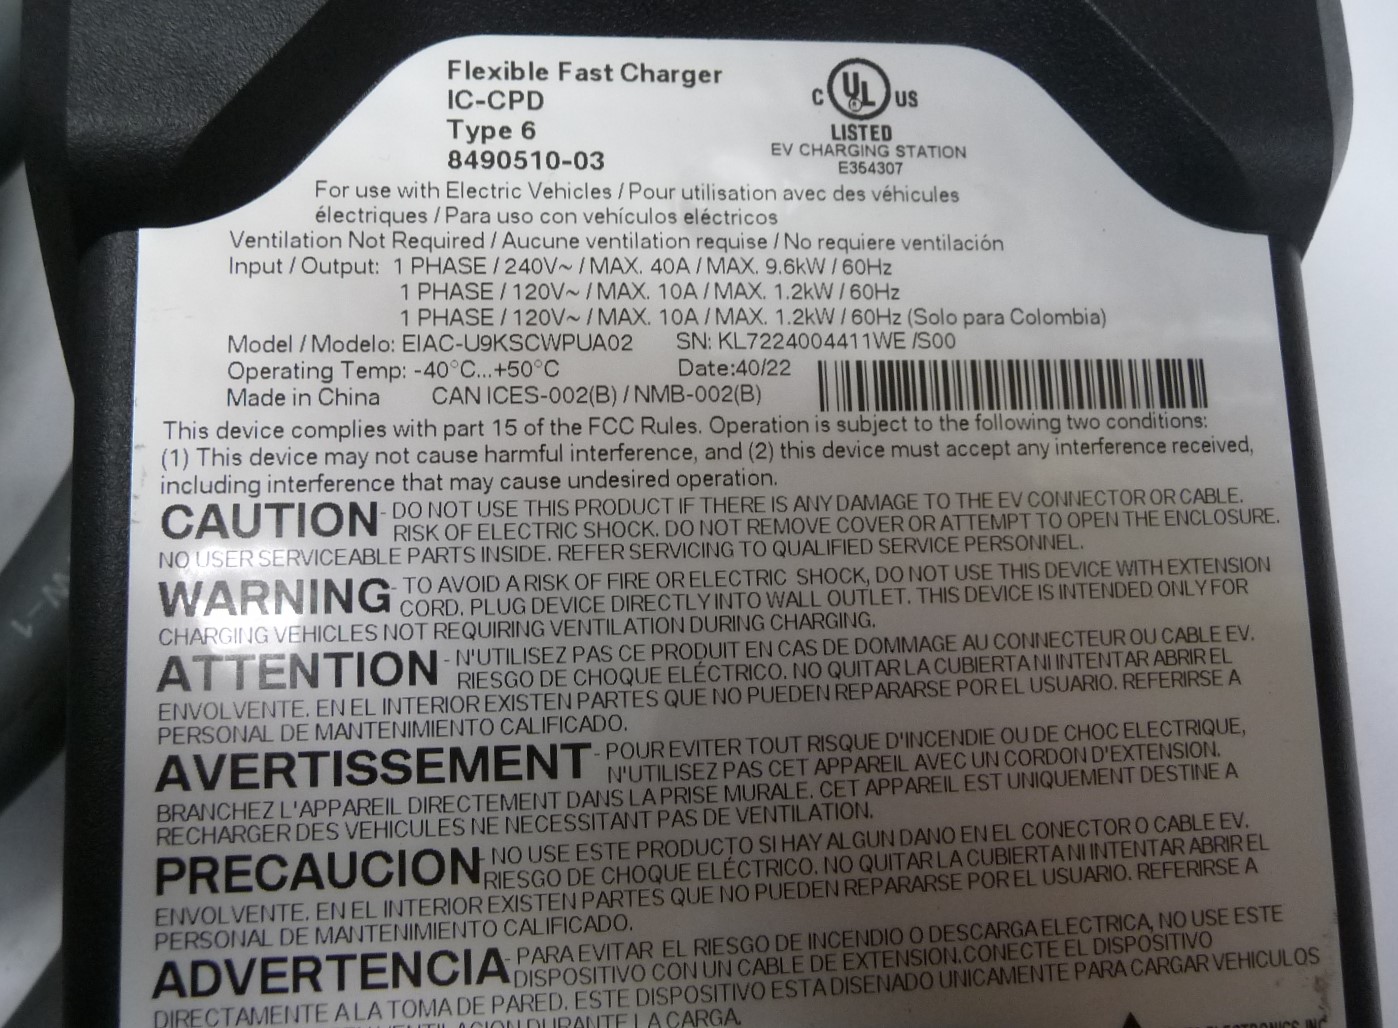 Flexible Fast Charger
IC-CPD
Type 6
8490510-03
C UL US
LISTED
EV CHARGING STATION
E354307
For use with Electric Vehicles / Pour utilisation avec des véhicules
électriques / Para uso con vehículos eléctricos
Ventilation Not Required / Aucune ventilation requise / No requiere ventilación
Input / Output: 1 PHASE / 240V~ / MAX. 40A / MAX. 9.6kW / 60Hz
1 PHASE / 120V~ / MAX. 10A / MAX. 1.2kW / 60Hz
1 PHASE / 120V~ / MAX. 10A / MAX. 1.2kW / 60Hz (Solo para Colombia)
Model / Modelo: EIAC-U9KSCWPUA02 SN: KL7224004411WE /S00
Operating Temp: -40°C...+50°C Date:40/22
Made in China CAN ICES-002(B) / NMB-002(B)
This device complies with part 15 of the FCC Rules. Operation is subject to the following two conditions:
(1) This device may not cause harmful interference, and (2) this device must accept any interference received,
including interference that may cause undesired operation.
CAUTION - DO NOT USE THIS PRODUCT IF THERE IS ANY DAMAGE TO THE EV CONNECTOR OR CABLE.
RISK OF ELECTRIC SHOCK. DO NOT REMOVE COVER OR ATTEMPT TO OPEN THE ENCLOSURE.
NO USER SERVICEABLE PARTS INSIDE. REFER SERVICING TO QUALIFIED SERVICE PERSONNEL.
WARNING - TO AVOID A RISK OF FIRE OR ELECTRIC SHOCK, DO NOT USE THIS DEVICE WITH EXTENSION
CORD. PLUG DEVICE DIRECTLY INTO WALL OUTLET. THIS DEVICE IS INTENDED ONLY FOR
CHARGING VEHICLES NOT REQUIRING VENTILATION DURING CHARGING.
ATTENTION - N'UTILISEZ PAS CE PRODUIT EN CAS DE DOMMAGE AU CONNECTEUR OU CABLE EV.
RIESGO DE CHOQUE ELÉCTRICO. NO QUITAR LA CUBIERTA NI INTENTAR ABRIR EL
ENVOLVENTE. EN EL INTERIOR EXISTEN PARTES QUE NO PUEDEN REPARARSE POR EL USUARIO. REFERIRSE A
PERSONAL DE MANTENIMIENTO CALIFICADO.
AVERTISSEMENT - POUR EVITER TOUT RISQUE D'INCENDIE OU DE CHOC ELECTRIQUE,
N'UTILISEZ PAS CET APPAREIL AVEC UN CORDON D'EXTENSION.
BRANCHEZ L'APPAREIL DIRECTEMENT DANS LA PRISE MURALE. CET APPAREIL EST UNIQUEMENT DESTINE A
RECHARGER DES VEHICULES NE NECESSITANT PAS DE VENTILATION.
PRECAUCION - NO USE ESTE PRODUCTO SI HAY ALGUN DANO EN EL CONECTOR O CABLE EV.
RIESGO DE CHOQUE ELÉCTRICO. NO QUITAR LA CUBIERTA NI INTENTAR ABRIR EL
ENVOLVENTE. EN EL INTERIOR EXISTEN PARTES QUE NO PUEDEN REPARARSE POR EL USUARIO. REFERIRSE A
PERSONAL DE MANTENIMIENTO CALIFICADO.
ADVERTENCIA - PARA EVITAR EL RIESGO DE INCENDIO O DESCARGA ELECTRICA, NO USE ESTE
DISPOSITIVO CON UN CABLE DE EXTENSION.CONECTE EL DISPOSITIVO
DIRECTAMENTE A LA TOMA DE PARED. ESTE DISPOSITIVO ESTA DISENADO UNICAMENTE PARA CARGAR VEHICULOS
DURANTE LA CARGA.